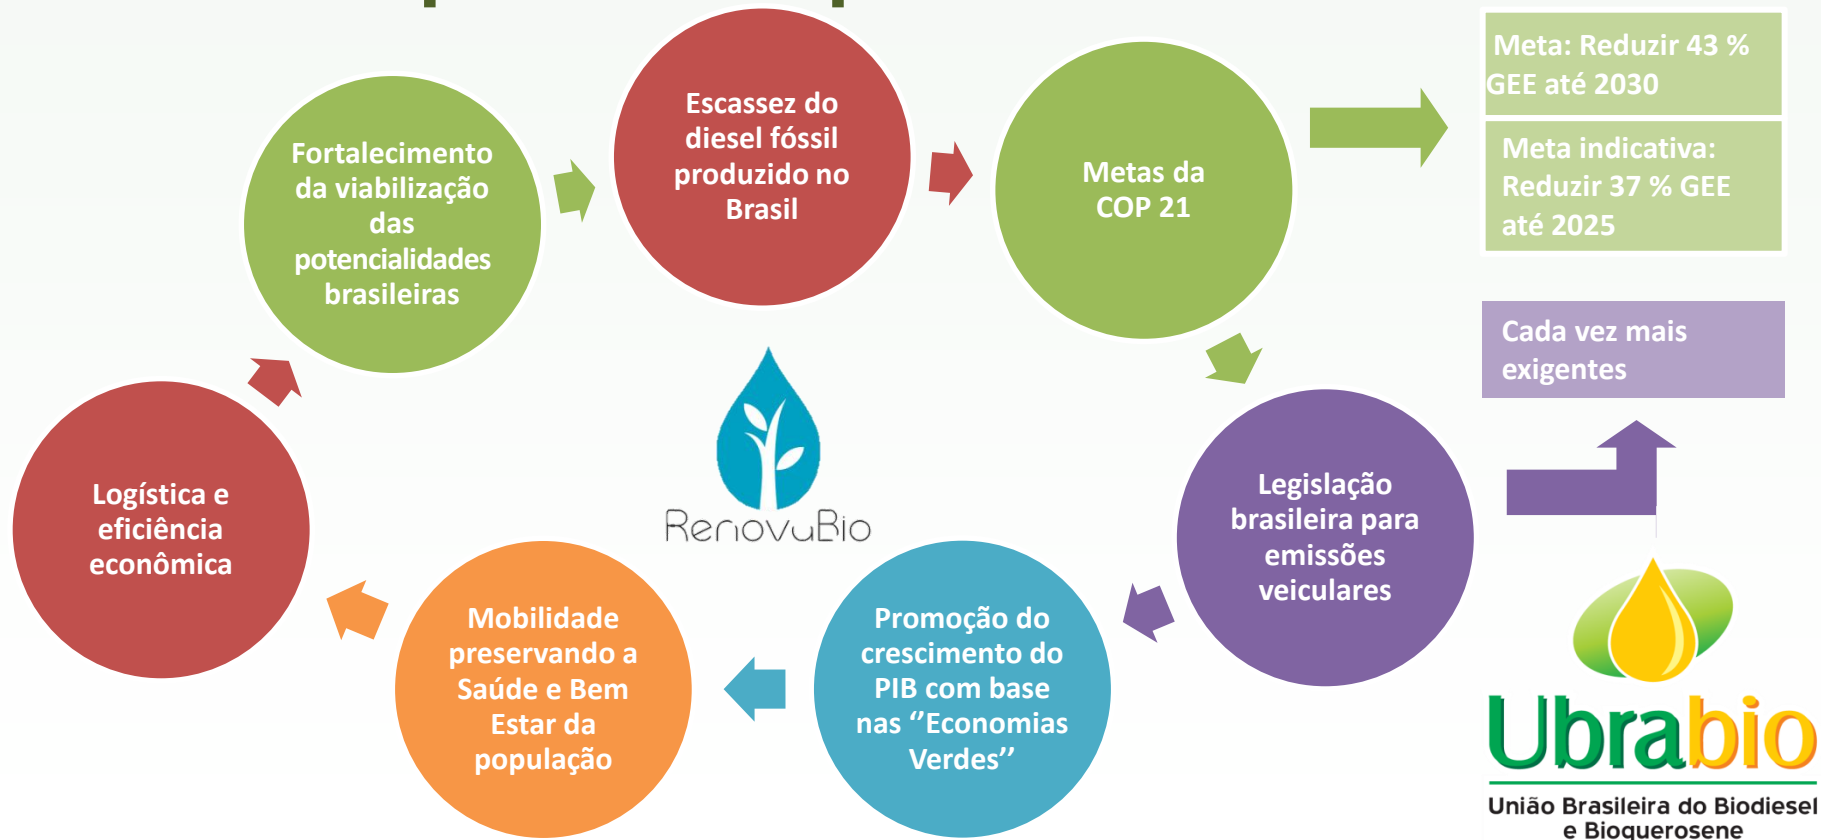 Meta: Reduzir 43 %
GEE até 2030
Meta indicativa:
Reduzir 37 % GEE
até 2025
Escassez do
diesel fóssil
produzido no
Brasil
Metas da
COP 21
Fortalecimento
da viabilização
das
potencialidades
brasileiras
Cada vez mais
exigentes
Logística e
eficiência
econômica
RenovaBio
Legislação
brasileira para
emissões
veiculares
Mobilidade
preservando a
Saúde e Bem
Estar da
população
Promoção do
crescimento do
PIB com base
nas ‘’Economias
Verdes’’
Ubrabio
União Brasileira do Biodiesel
e Bioquerosene